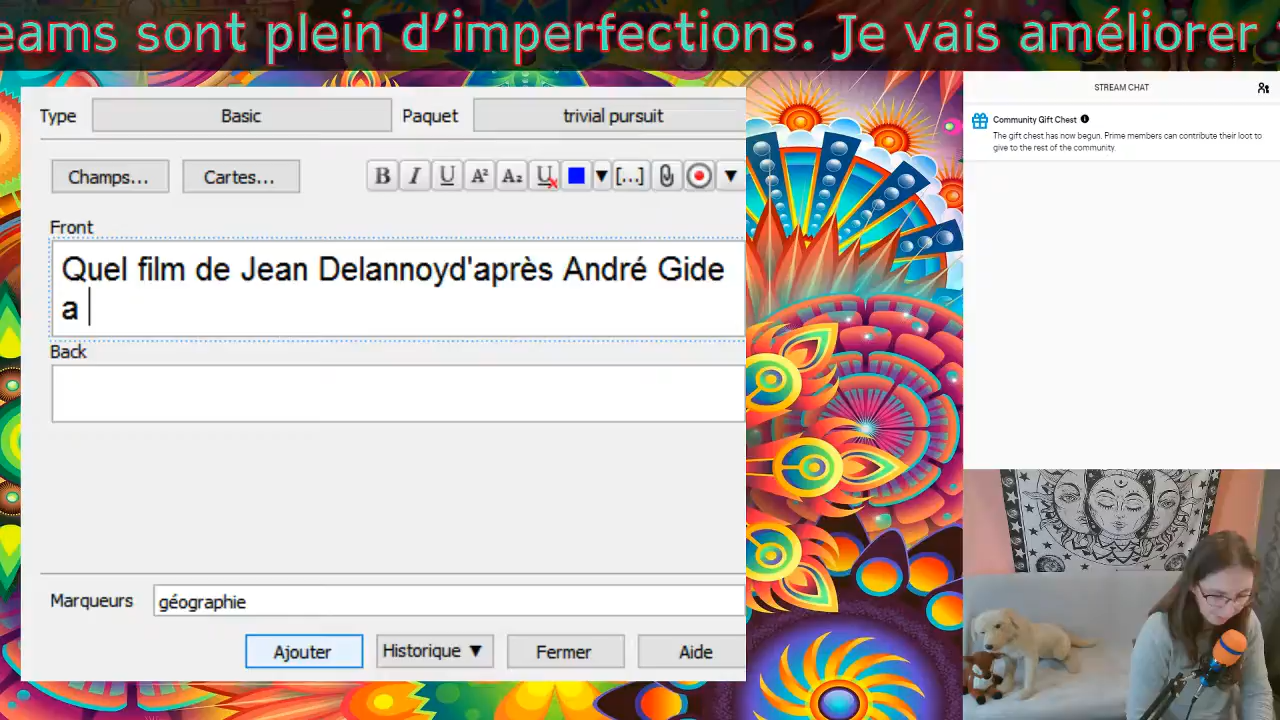 eams sont plein d’imperfections. Je vais améliorer
Type Basic Paquet trivial pursuit
Champs... Cartes... B I U A² A₂ U [...]
Front
Quel film de Jean Delannoyd'après André Gide
a
Back
Marqueurs géographie
Ajouter Historique ▼ Fermer Aide
STREAM CHAT
Community Gift Chest
The gift chest has now begun. Prime members can contribute their loot to
give to the rest of the community.